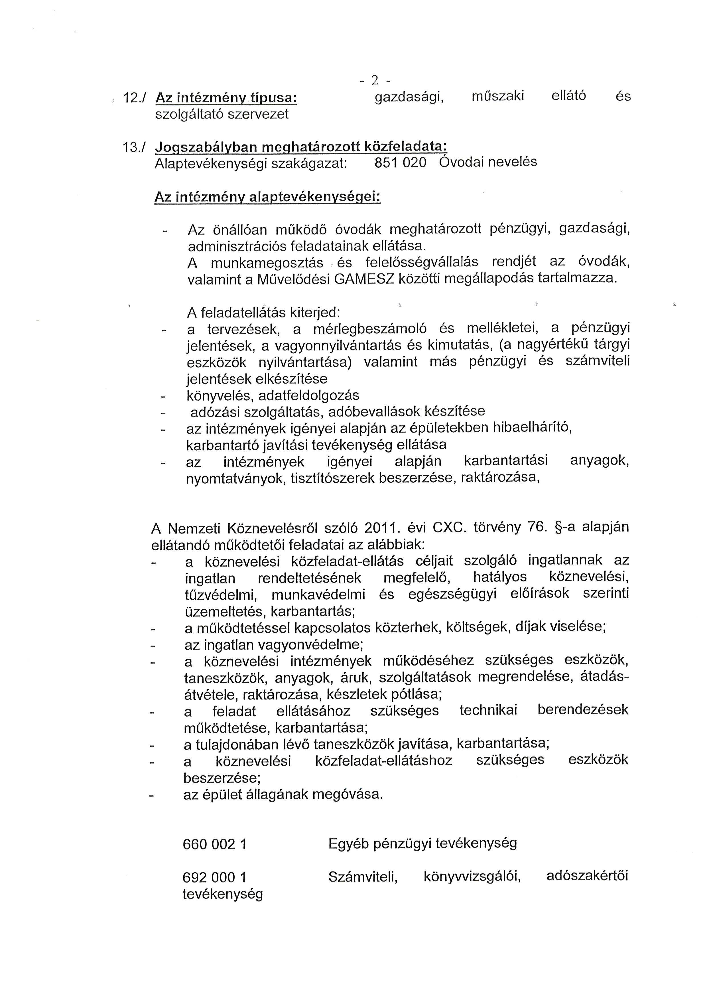 - 2 -
12./ Az intézmény típusa: gazdasági, műszaki ellátó és
szolgáltató szervezet
13./ Jogszabályban meghatározott közfeladata:
Alaptevékenységi szakágazat: 851 020 Óvodai nevelés
Az intézmény alaptevékenységei:
- Az önállóan működő óvodák meghatározott pénzügyi, gazdasági,
adminisztrációs feladatainak ellátása.
A munkamegosztás és felelősségvállalás rendjét az óvodák,
valamint a Művelődési GAMESZ közötti megállapodás tartalmazza.
A feladatellátás kiterjed:
- a tervezések, a mérlegbeszámoló és mellékletei, a pénzügyi
jelentések, a vagyonnyilvántartás és kimutatás, (a nagyértékű tárgyi
eszközök nyilvántartása) valamint más pénzügyi és számviteli
jelentések elkészítése
- könyvelés, adatfeldolgozás
- adózási szolgáltatás, adóbevallások készítése
- az intézmények igényei alapján az épületekben hibaelhárító,
karbantartó javítási tevékenység ellátása
- az intézmények igényei alapján karbantartási anyagok,
nyomtatványok, tisztítószerek beszerzése, raktározása,
A Nemzeti Köznevelésről szóló 2011. évi CXC. törvény 76. §-a alapján
ellátandó működtetői feladatai az alábbiak:
- a köznevelési közfeladat-ellátás céljait szolgáló ingatlannak az
ingatlan rendeltetésének megfelelő, hatályos köznevelési,
tűzvédelmi, munkavédelmi és egészségügyi előírások szerinti
üzemeltetés, karbantartás;
- a működtetéssel kapcsolatos közterhek, költségek, díjak viselése;
- az ingatlan vagyonvédelme;
- a köznevelési intézmények működéséhez szükséges eszközök,
taneszközök, anyagok, áruk, szolgáltatások megrendelése, átadás-
átvétele, raktározása, készletek pótlása;
- a feladat ellátásához szükséges technikai berendezések
működtetése, karbantartása;
- a tulajdonában lévő taneszközök javítása, karbantartása;
- a köznevelési közfeladat-ellátáshoz szükséges eszközök
beszerzése;
- az épület állagának megóvása.
660 002 1 Egyéb pénzügyi tevékenység
692 000 1 Számviteli, könyvvizsgálói, adószakértői
tevékenység